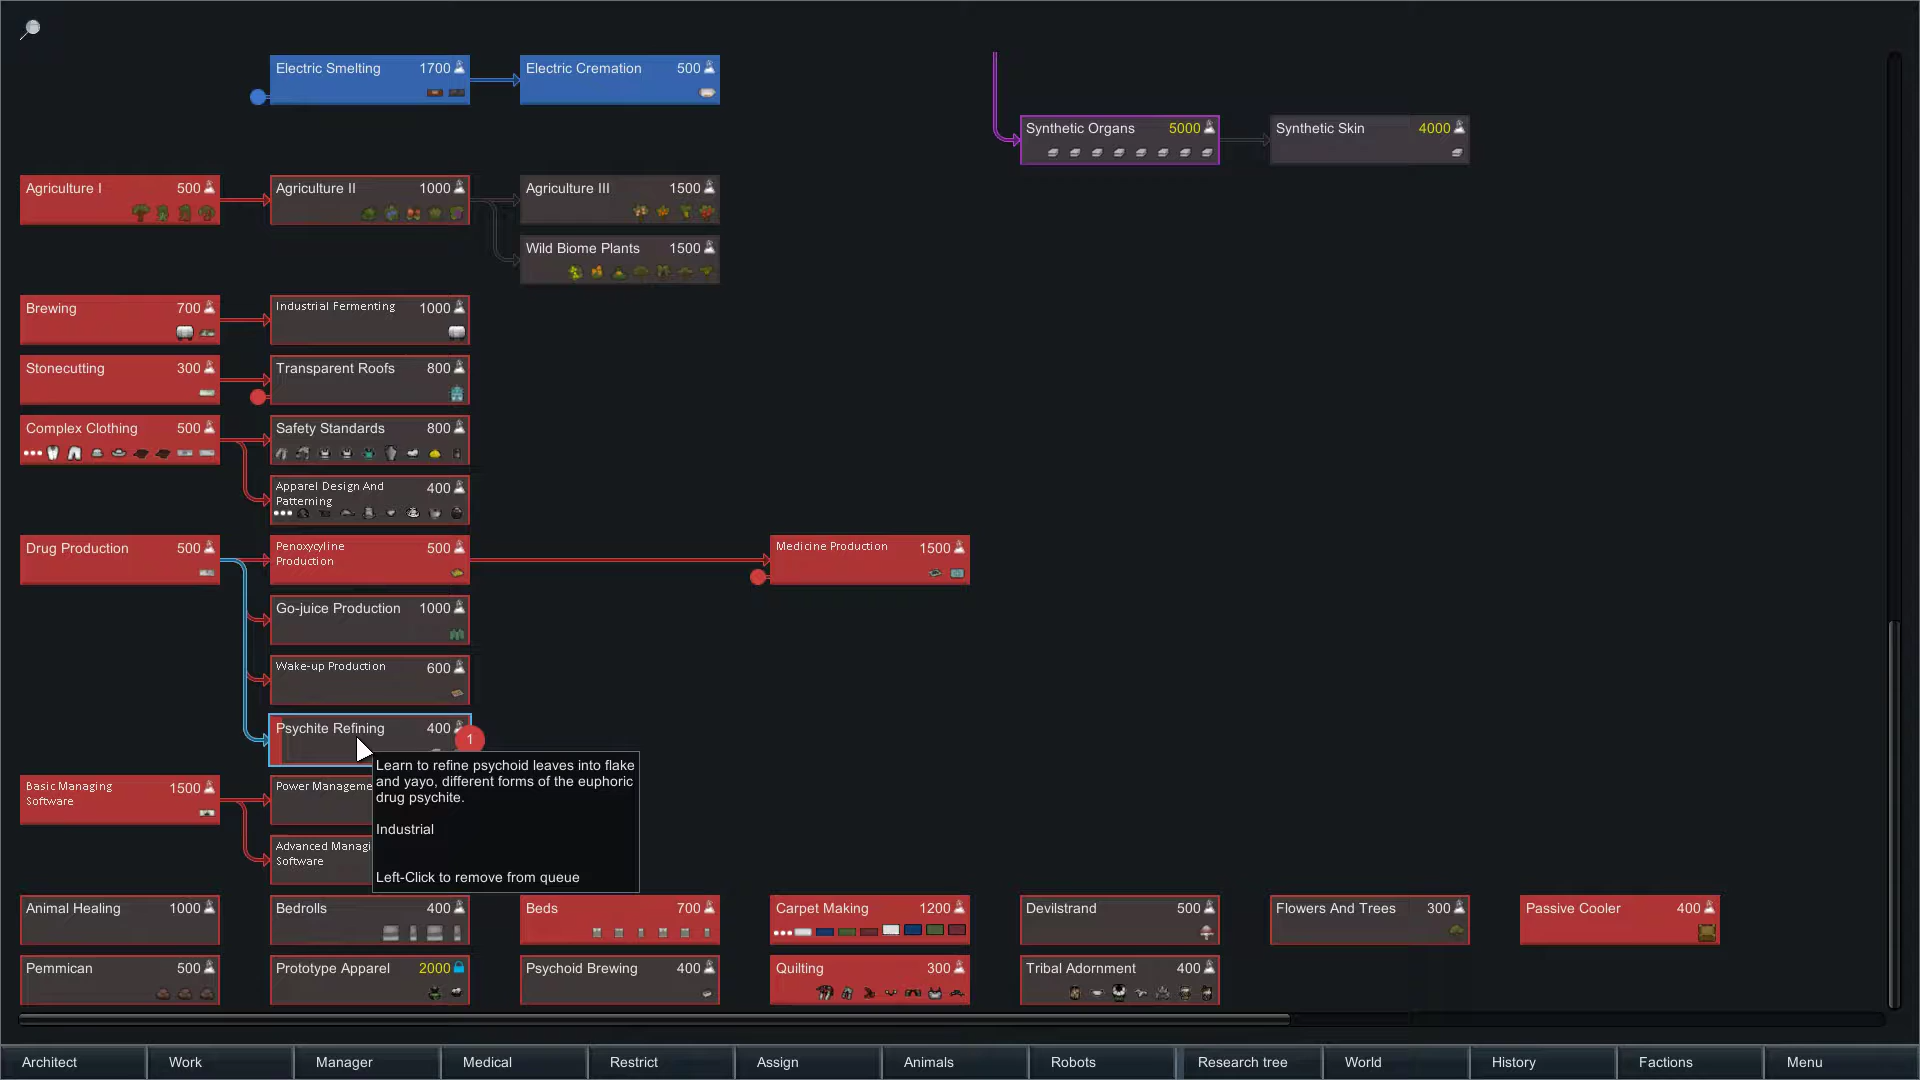 Electric Smelting 1700
Electric Cremation 500
Synthetic Organs 5000
Synthetic Skin 4000
Agriculture I 500
Agriculture II 1000
Agriculture III 1500
Wild Biome Plants 1500
Brewing 700
Industrial Fermenting 1000
Stonecutting 300
Transparent Roofs 800
Complex Clothing 500
Safety Standards 800
Apparel Design And
Patterning 400
Drug Production 500
Penoxycyline
Production 500
Medicine Production 1500
Go-juice Production 1000
Wake-up Production 600
Psychite Refining 400
1
Learn to refine psychoid leaves into flake
and yayo, different forms of the euphoric
drug psychite.
Industrial
Left-Click to remove from queue
Basic Managing
Software 1500
Power Manageme
Advanced Managi
Software
Animal Healing 1000
Bedrolls 400
Beds 700
Carpet Making 1200
Devilstrand 500
Flowers And Trees 300
Passive Cooler 400
Pemmican 500
Prototype Apparel 2000
Psychoid Brewing 400
Quilting 300
Tribal Adornment 400
Architect
Work
Manager
Medical
Restrict
Assign
Animals
Robots
Research tree
World
History
Factions
Menu